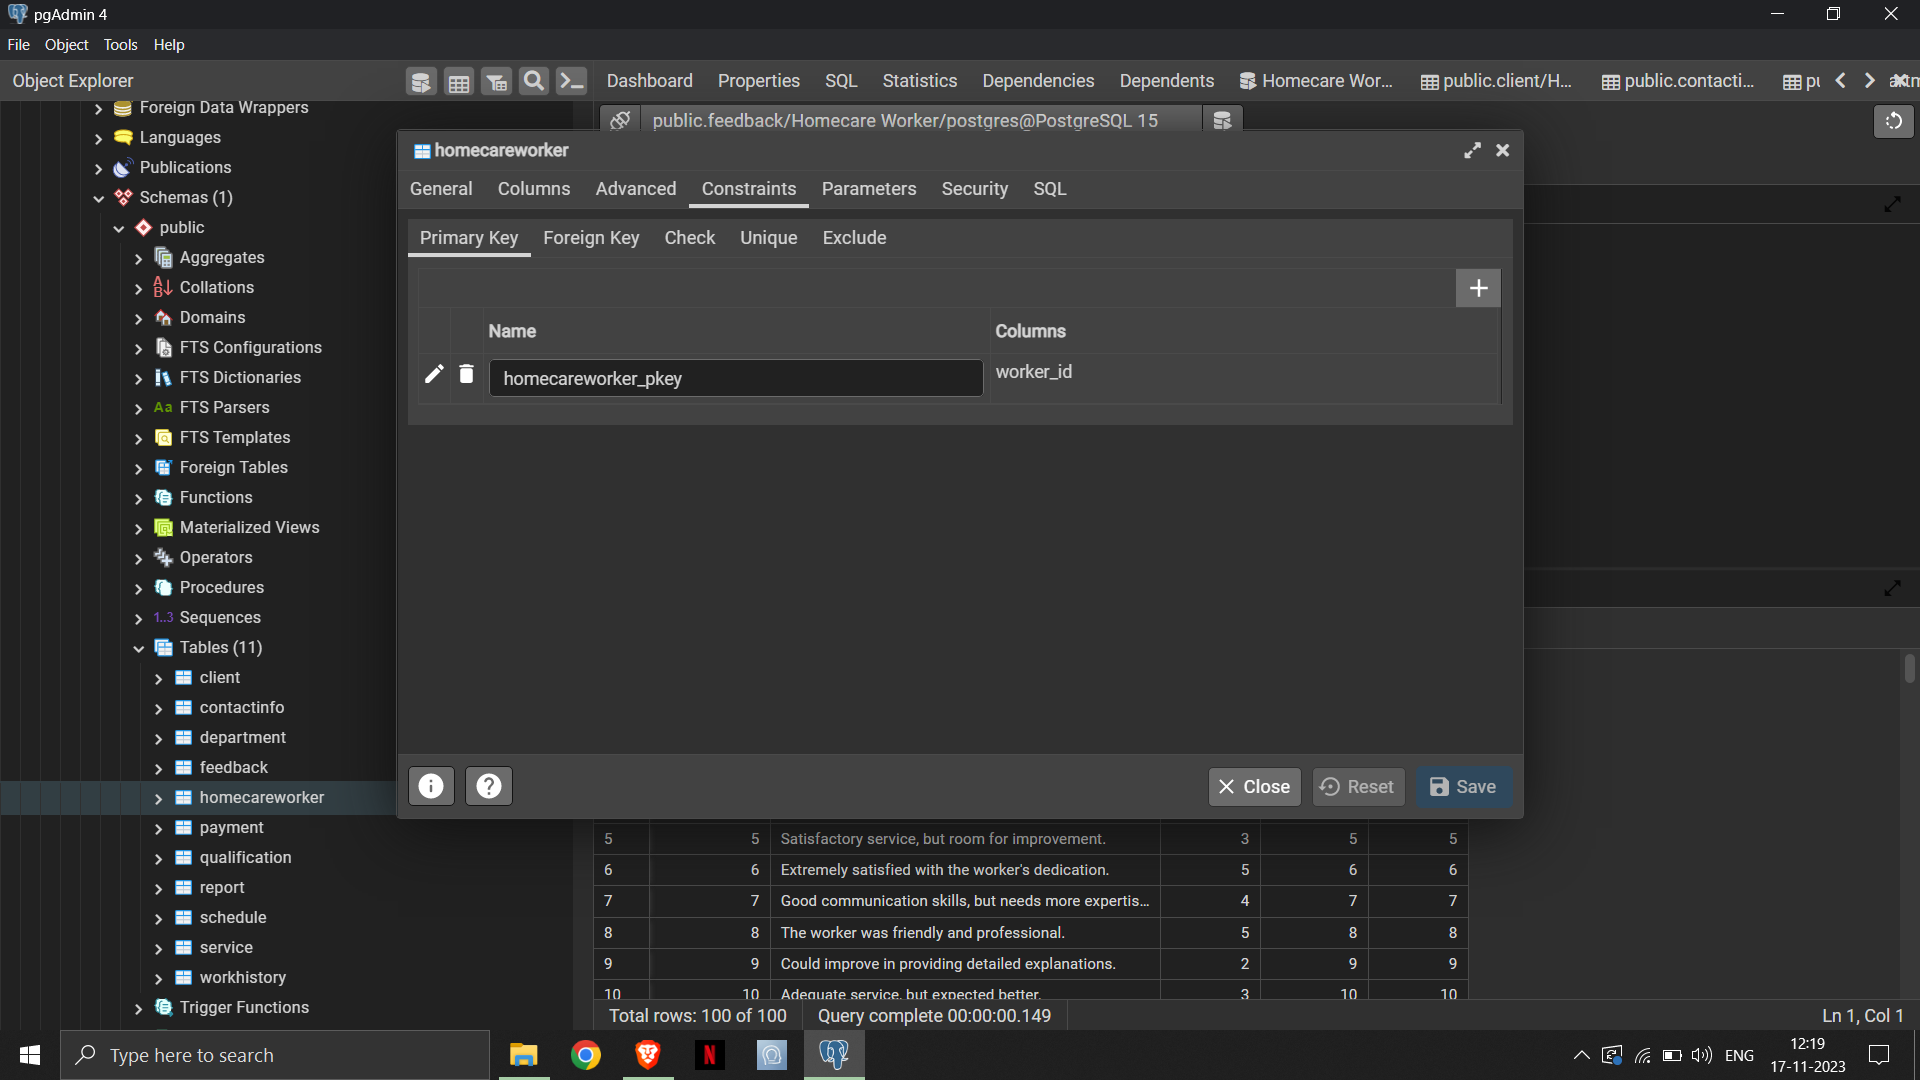 pgAdmin 4
File Object Tools Help
Object Explorer
Dashboard Properties SQL Statistics Dependencies Dependents Homecare Wor... public.client/H... public.contacti...
public.feedback/Homecare Worker/postgres@PostgreSQL 15
Foreign Data Wrappers
Languages
Publications
Schemas (1)
public
Aggregates
Collations
Domains
FTS Configurations
FTS Dictionaries
Aa FTS Parsers
FTS Templates
Foreign Tables
Functions
Materialized Views
Operators
Procedures
1..3 Sequences
Tables (11)
client
contactinfo
department
feedback
homecareworker
payment
qualification
report
schedule
service
workhistory
Trigger Functions
homecareworker
General Columns Advanced Constraints Parameters Security SQL
Primary Key Foreign Key Check Unique Exclude
Name Columns
homecareworker_pkey worker_id
Close Reset Save
5 5 Satisfactory service, but room for improvement. 3 5 5
6 6 Extremely satisfied with the worker's dedication. 5 6 6
7 7 Good communication skills, but needs more expertis... 4 7 7
8 8 The worker was friendly and professional. 5 8 8
9 9 Could improve in providing detailed explanations. 2 9 9
10 10 Adequate service, but expected better. 3 10 10
Total rows: 100 of 100 Query complete 00:00:00.149 Ln 1, Col 1
Type here to search
ENG
12:19
17-11-2023